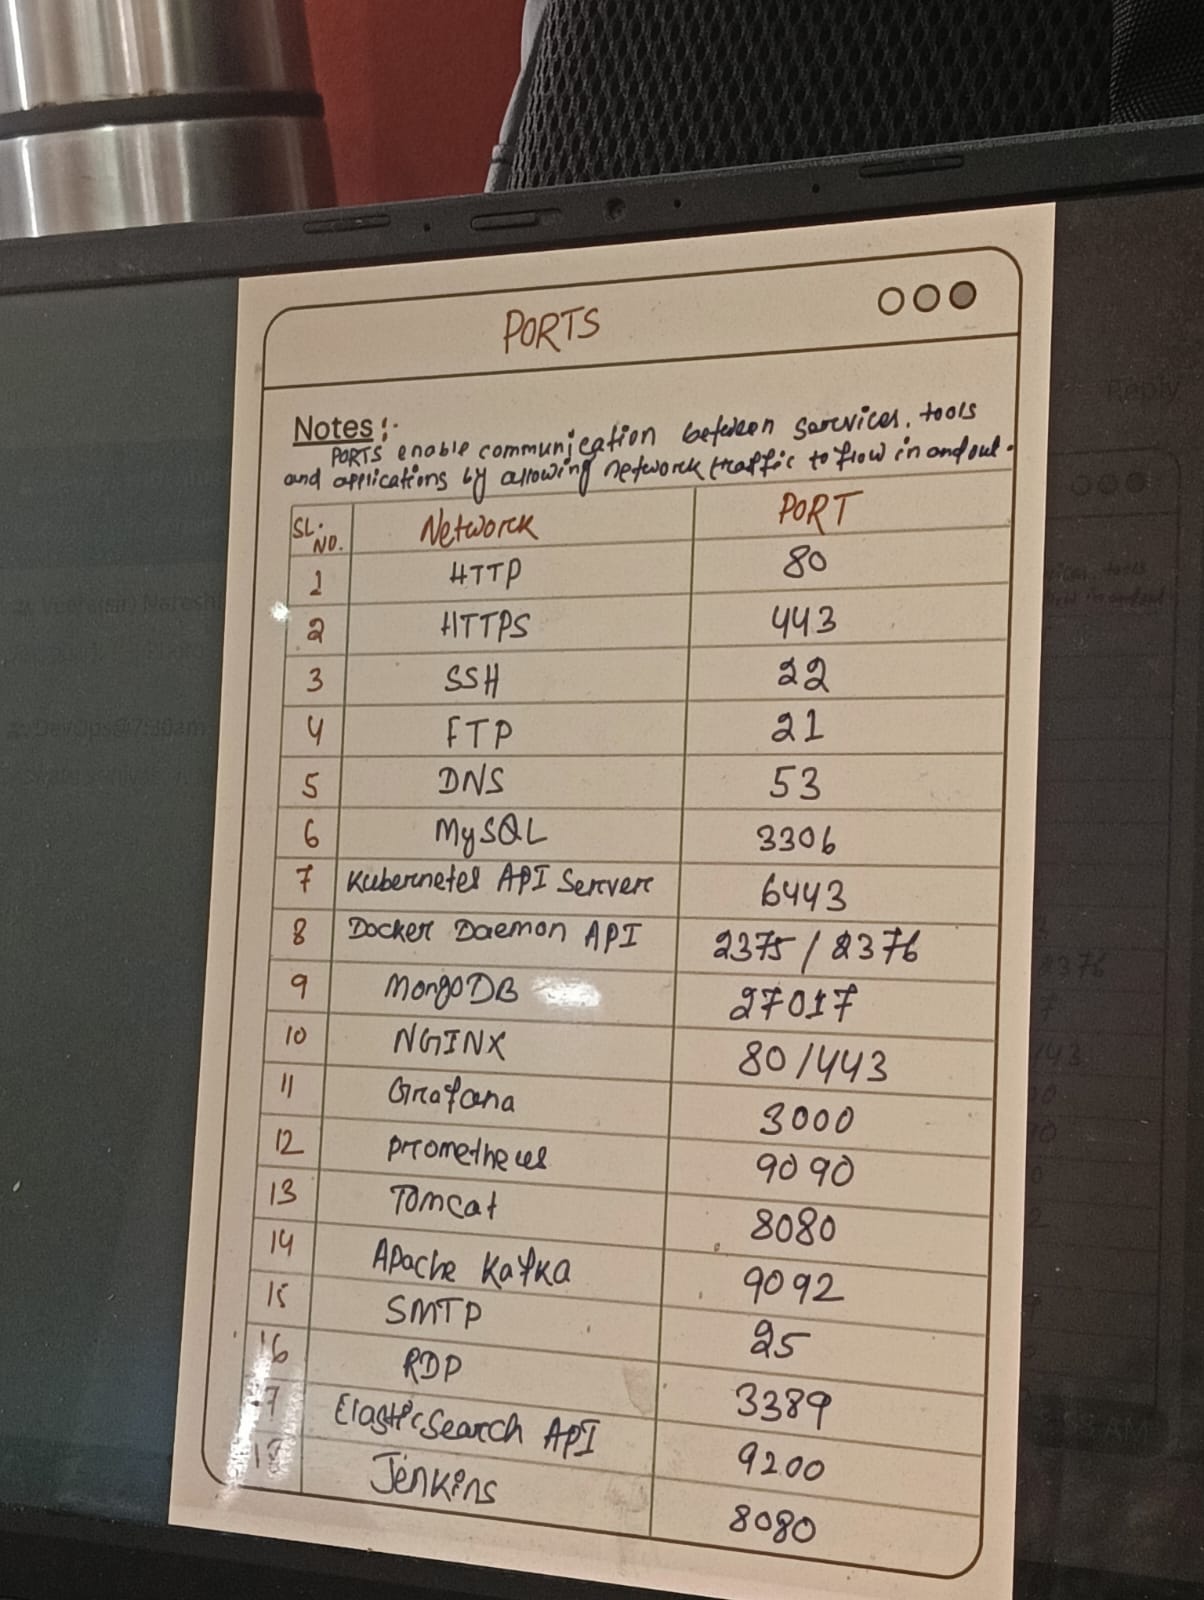 PORTS
Notes :-
PORTS enable communication between services, tools
and applications by allowing network traffic to flow in and out.
SL. NO. Network PORT
1 HTTP 80
2 HTTPS 443
3 SSH 22
4 FTP 21
5 DNS 53
6 MySQL 3306
7 Kubernetes API Server 6443
8 Docker Daemon API 2375 / 2376
9 MongoDB 27017
10 NGINX 80 / 443
11 Grafana 3000
12 prometheus 9090
13 Tomcat 8080
14 Apache Kafka 9092
15 SMTP 25
16 RDP 3389
17 ElasticSearch API 9200
18 Jenkins 8080
Reply
DevOps@7:30am
AM